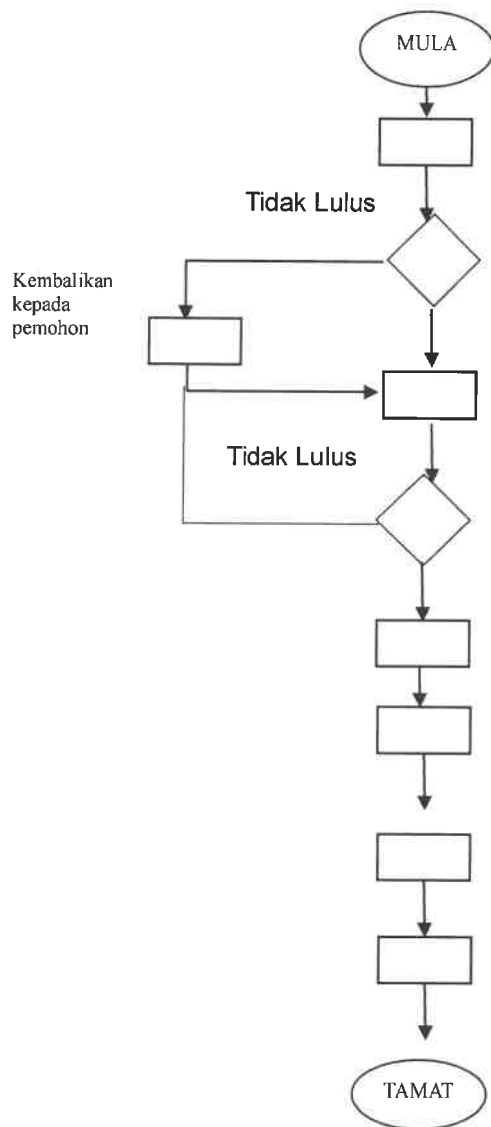 MULA
Tidak Lulus
Kembalikan
kepada
pemohon
Tidak Lulus
TAMAT